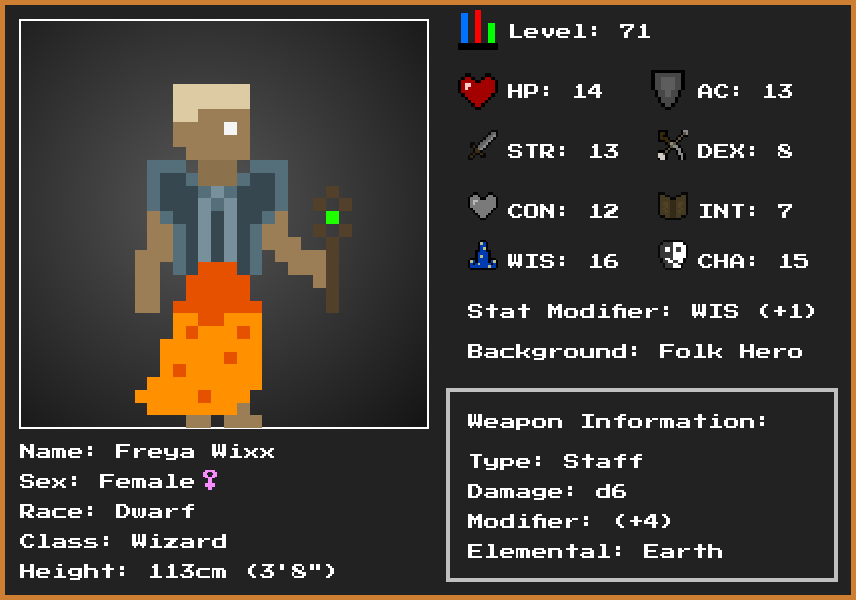 Level: 71
HP: 14 AC: 13
STR: 13 DEX: 8
CON: 12 INT: 7
WIS: 16 CHA: 15
Stat Modifier: WIS (+1)
Background: Folk Hero
Weapon Information:
Type: Staff
Damage: d6
Modifier: (+4)
Elemental: Earth
Name: Freya Wixx
Sex: Female♀
Race: Dwarf
Class: Wizard
Height: 113cm (3'8")